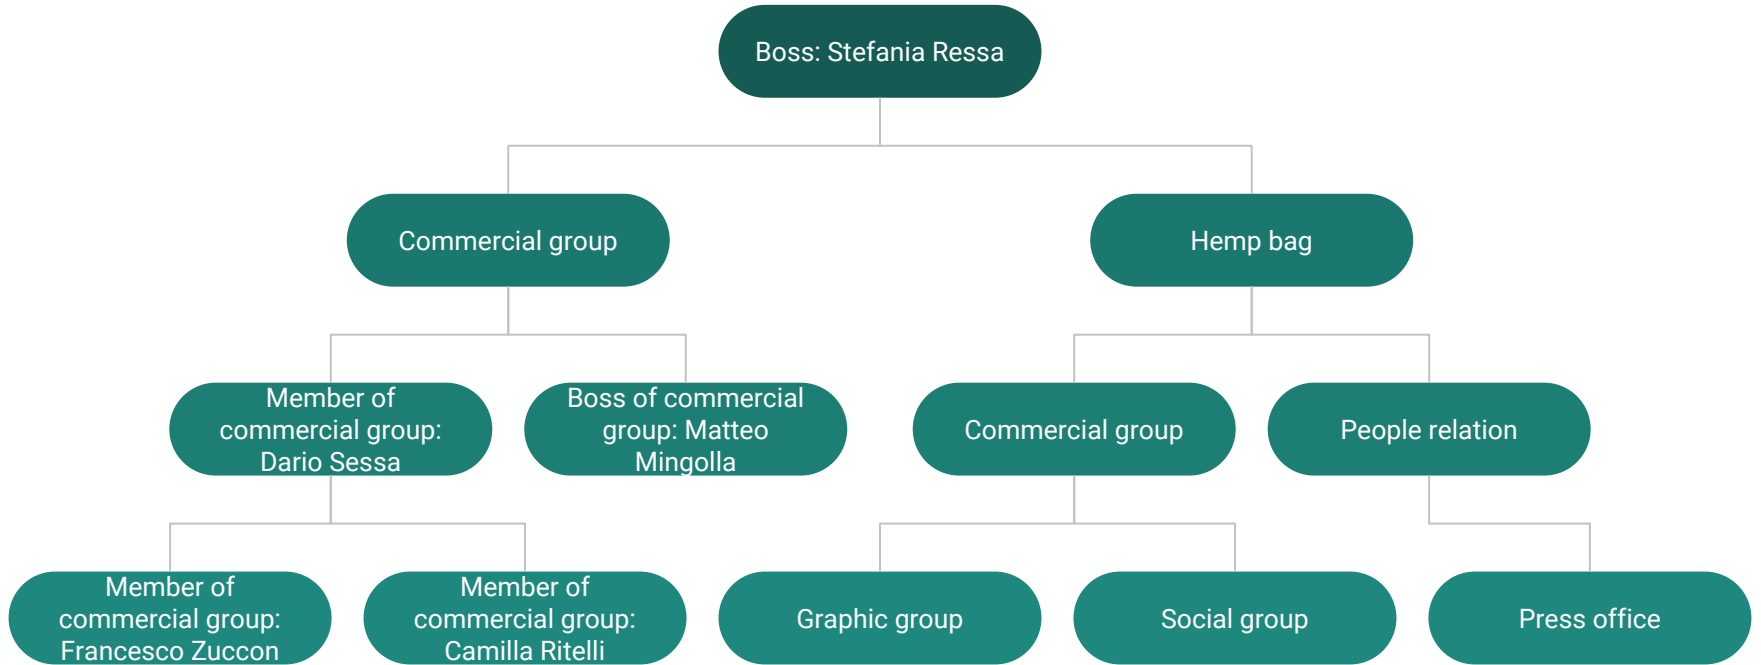 Boss: Stefania Ressa
Commercial group
Hemp bag
Member of
commercial group:
Dario Sessa
Boss of commercial
group: Matteo
Mingolla
Commercial group
People relation
Member of
commercial group:
Francesco Zuccon
Member of
commercial group:
Camilla Ritelli
Graphic group
Social group
Press office